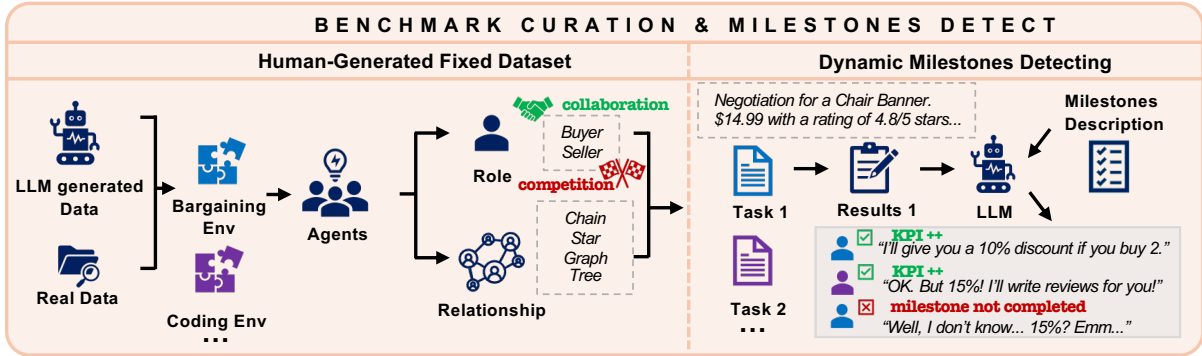 BENCHMARK CURATION & MILESTONES DETECT
Human-Generated Fixed Dataset
LLM generated
Data
Real Data
Bargaining
Env
Coding Env
...
Agents
collaboration
Role
Buyer
Seller
competition
Relationship
Chain
Star
Graph
Tree
Dynamic Milestones Detecting
Negotiation for a Chair Banner.
$14.99 with a rating of 4.8/5 stars...
Milestones
Description
Task 1
Results 1
LLM
Task 2
...
KPI ++
“I’ll give you a 10% discount if you buy 2.”
KPI ++
“OK. But 15%! I’ll write reviews for you!”
milestone not completed
“Well, I don’t know... 15%? Emm...”